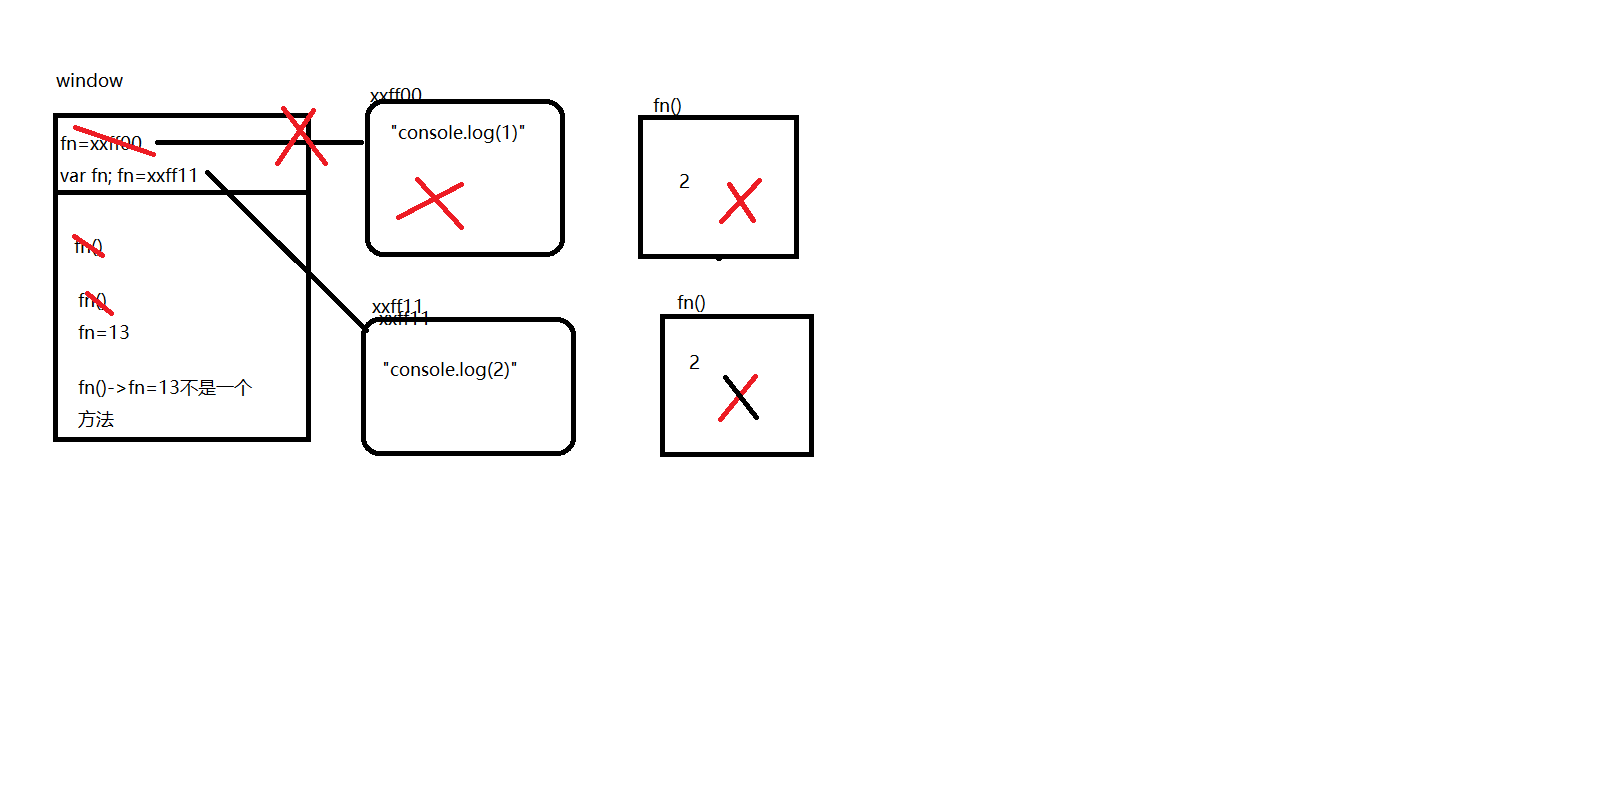 window
fn=xxff00
var fn; fn=xxff11
fn()
fn()
fn=13
fn()->fn=13不是一个
方法
xxff00
"console.log(1)"
xxff11
xxff11
"console.log(2)"
fn()
2
fn()
2